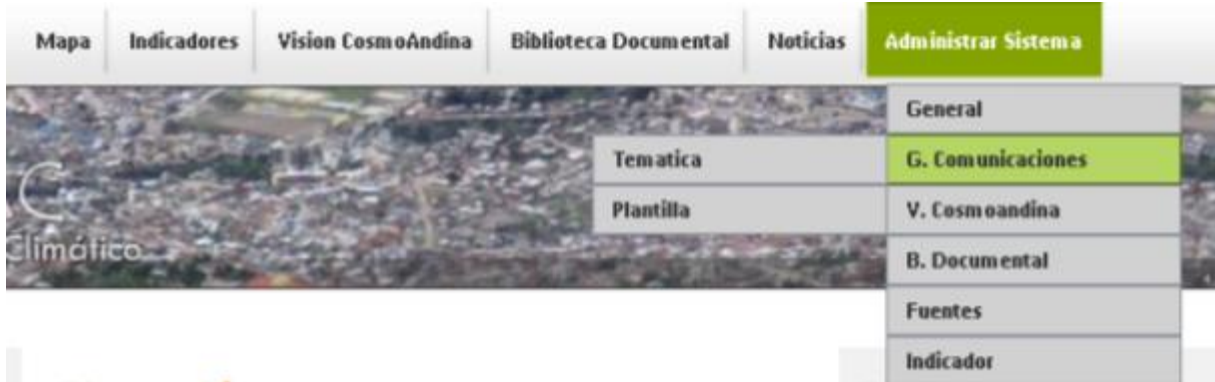 Mapa
Indicadores
Vision CosmoAndina
Biblioteca Documental
Noticias
Administrar Sistema
General
Tematica
G. Comunicaciones
Plantilla
V. Cosmoandina
C
Climático
B. Documental
Fuentes
Indicador